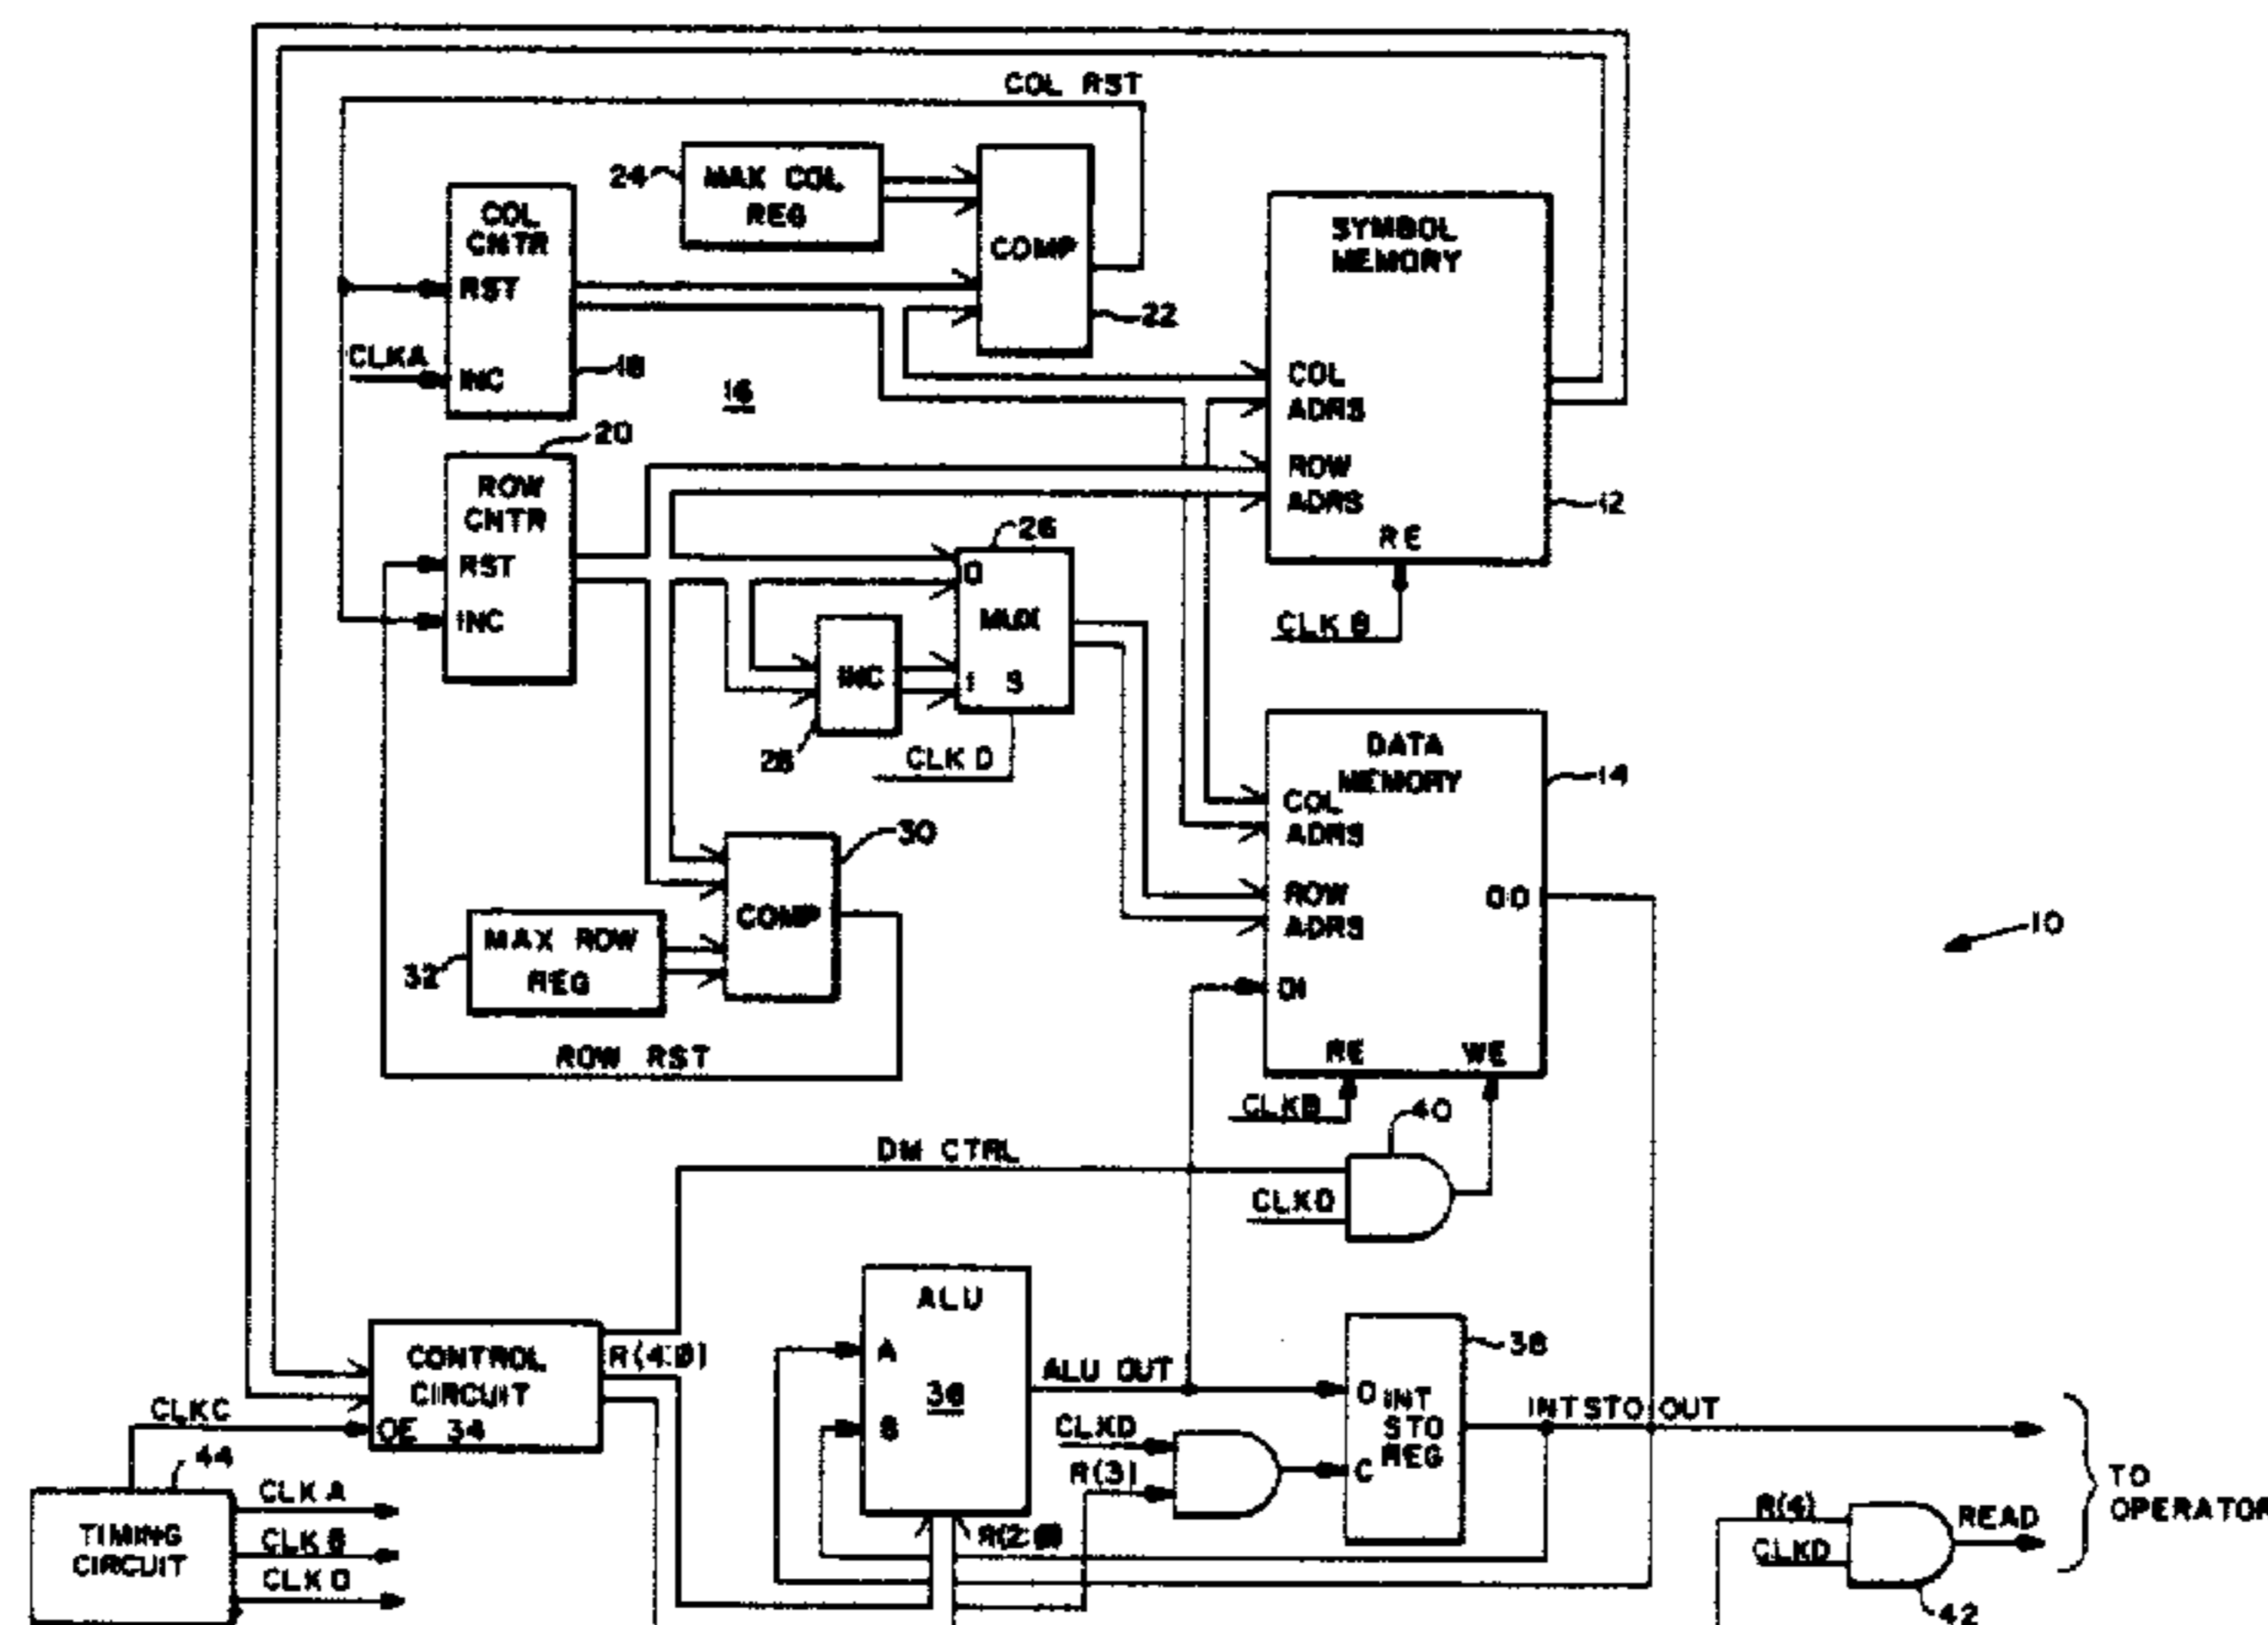 COL RST
24
MAX COL
REG
COL
CNTR
RST
CLKA
INC
18
16
COMP
22
SYMBOL
MEMORY
COL
ADRS
ROW
ADRS
RE
12
CLK B
20
ROW
CNTR
RST
INC
26
0
MUX
1 S
INC
28
CLK D
DATA
MEMORY
14
COL
ADRS
ROW
ADRS
DO
DI
RE
WE
10
30
COMP
32
MAX ROW
REG
ROW RST
CLKB
40
DM CTRL
CLKD
ALU
A
36
B
ALU OUT
D INT
STO
REG
C
38
INT STO OUT
CONTROL
CIRCUIT
OE 34
R(4:0)
CLKC
44
TIMING
CIRCUIT
CLK A
CLK B
CLK D
CLKD
R(3)
R(2:0)
R(4)
CLKD
READ
42
TO
OPERATOR